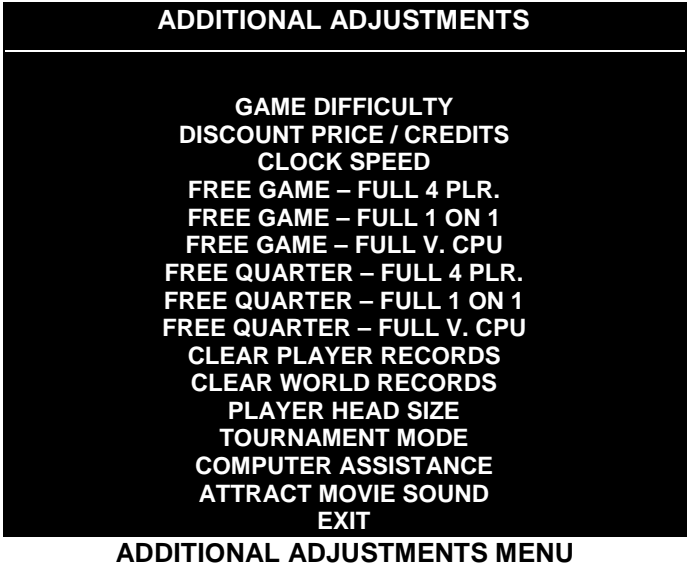 ADDITIONAL ADJUSTMENTS
GAME DIFFICULTY
DISCOUNT PRICE / CREDITS
CLOCK SPEED
FREE GAME – FULL 4 PLR.
FREE GAME – FULL 1 ON 1
FREE GAME – FULL V. CPU
FREE QUARTER – FULL 4 PLR.
FREE QUARTER – FULL 1 ON 1
FREE QUARTER – FULL V. CPU
CLEAR PLAYER RECORDS
CLEAR WORLD RECORDS
PLAYER HEAD SIZE
TOURNAMENT MODE
COMPUTER ASSISTANCE
ATTRACT MOVIE SOUND
EXIT
ADDITIONAL ADJUSTMENTS MENU